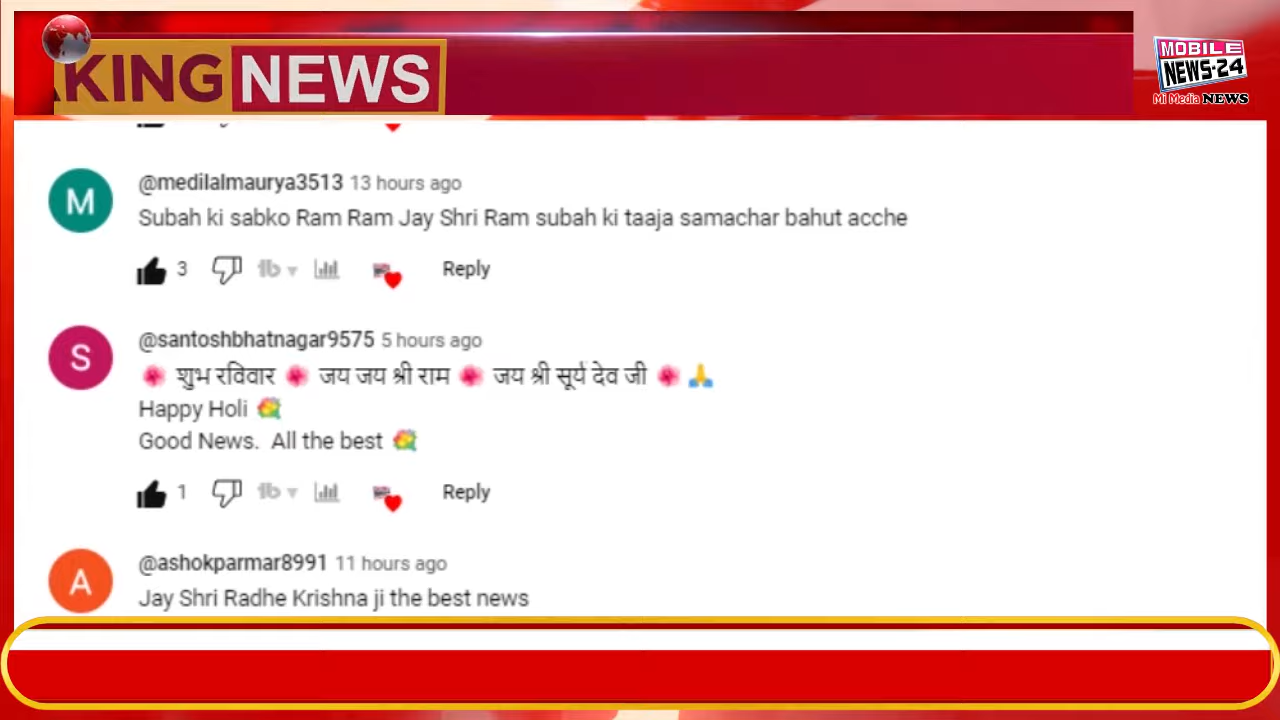 KING NEWS
MOBILE
NEWS-24
Mi Media NEWS
@medilalmaurya3513 13 hours ago
Subah ki sabko Ram Ram Jay Shri Ram subah ki taaja samachar bahut acche
3 Reply
@santoshbhatnagar9575 5 hours ago
🌺 शुभ रविवार 🌺 जय जय श्री राम 🌺 जय श्री सूर्य देव जी 🌺🙏
Happy Holi 💐
Good News. All the best 💐
1 Reply
@ashokparmar8991 11 hours ago
Jay Shri Radhe Krishna ji the best news